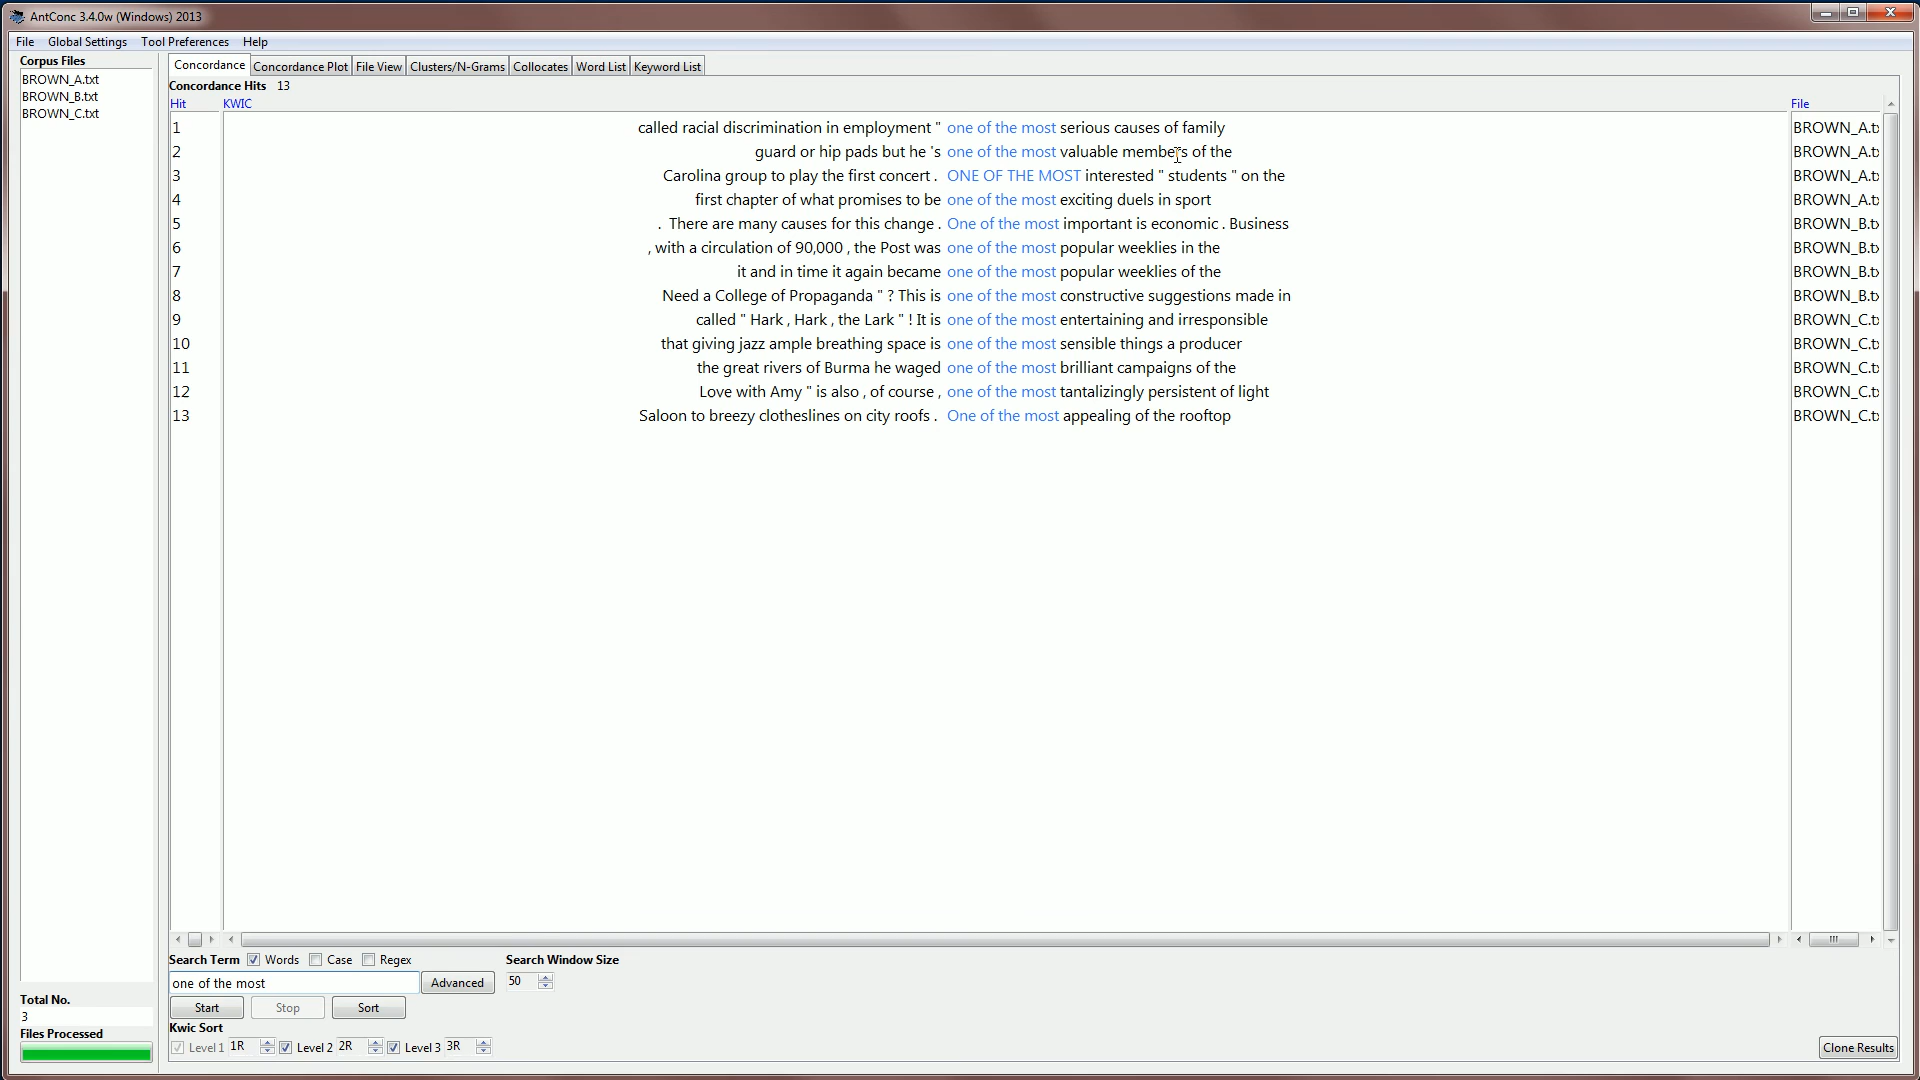 AntConc 3.4.0w (Windows) 2013
File Global Settings Tool Preferences Help
Corpus Files
BROWN_A.txt
BROWN_B.txt
BROWN_C.txt
Concordance Concordance Plot File View Clusters/N-Grams Collocates Word List Keyword List
Concordance Hits 13
Hit KWIC File
1 called racial discrimination in employment " one of the most serious causes of family BROWN_A.tx
2 guard or hip pads but he 's one of the most valuable members of the BROWN_A.tx
3 Carolina group to play the first concert . ONE OF THE MOST interested " students " on the BROWN_A.tx
4 first chapter of what promises to be one of the most exciting duels in sport BROWN_A.tx
5 . There are many causes for this change . One of the most important is economic . Business BROWN_B.tx
6 , with a circulation of 90,000 , the Post was one of the most popular weeklies in the BROWN_B.tx
7 it and in time it again became one of the most popular weeklies of the BROWN_B.tx
8 Need a College of Propaganda " ? This is one of the most constructive suggestions made in BROWN_B.tx
9 called " Hark , Hark , the Lark " ! It is one of the most entertaining and irresponsible BROWN_C.tx
10 that giving jazz ample breathing space is one of the most sensible things a producer BROWN_C.tx
11 the great rivers of Burma he waged one of the most brilliant campaigns of the BROWN_C.tx
12 Love with Amy " is also , of course , one of the most tantalizingly persistent of light BROWN_C.tx
13 Saloon to breezy clotheslines on city roofs . One of the most appealing of the rooftop BROWN_C.tx
Search Term Words Case Regex Search Window Size
one of the most Advanced 50
Start Stop Sort
Kwic Sort
Level 1 1R Level 2 2R Level 3 3R
Total No.
3
Files Processed
Clone Results